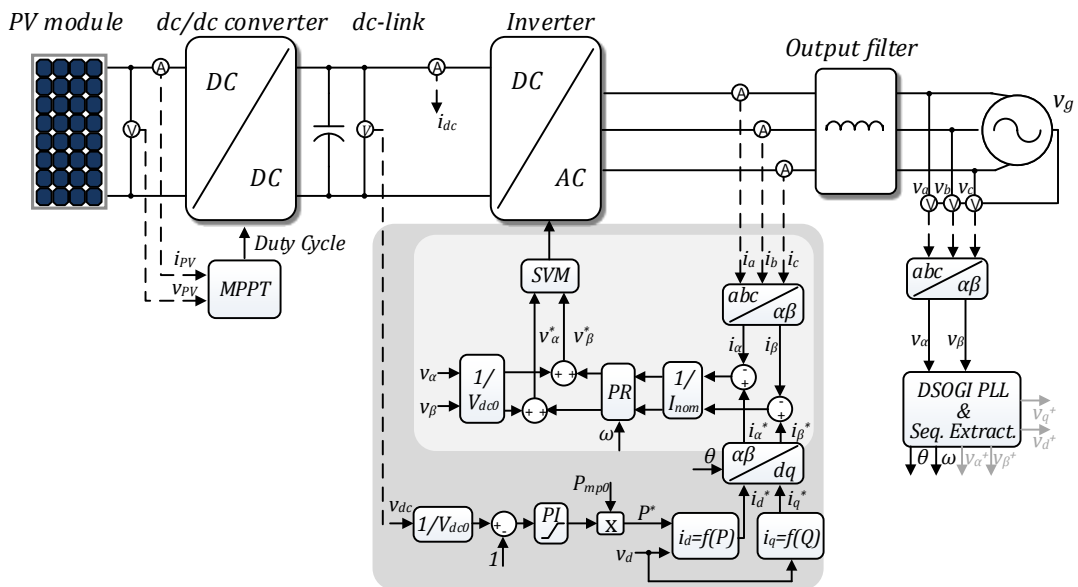 PV module
dc/dc converter
dc-link
Inverter
Output filter
DC
DC
DC
AC
A
V
V
A
i_dc
A
A
A
v_g
v_a
v_b
v_c
V
V
V
Duty Cycle
i_PV
v_PV
MPPT
SVM
i_a
i_b
i_c
abc
αβ
abc
αβ
v*_α
v*_β
i_α
i_β
v_α
v_β
v_α
v_β
1/
V_dc0
+ +
+ +
PR
1/
I_nom
-
+
-
+
ω
i_α*
i_β*
DSOGI PLL
&
Seq. Extract.
v_q+
v_d+
θ
ω
v_α+
v_β+
θ
αβ
dq
P_mp0
i_d*
i_q*
v_dc
1/V_dc0
+
-
1
PI
X
P*
v_d
i_d=f(P)
i_q=f(Q)